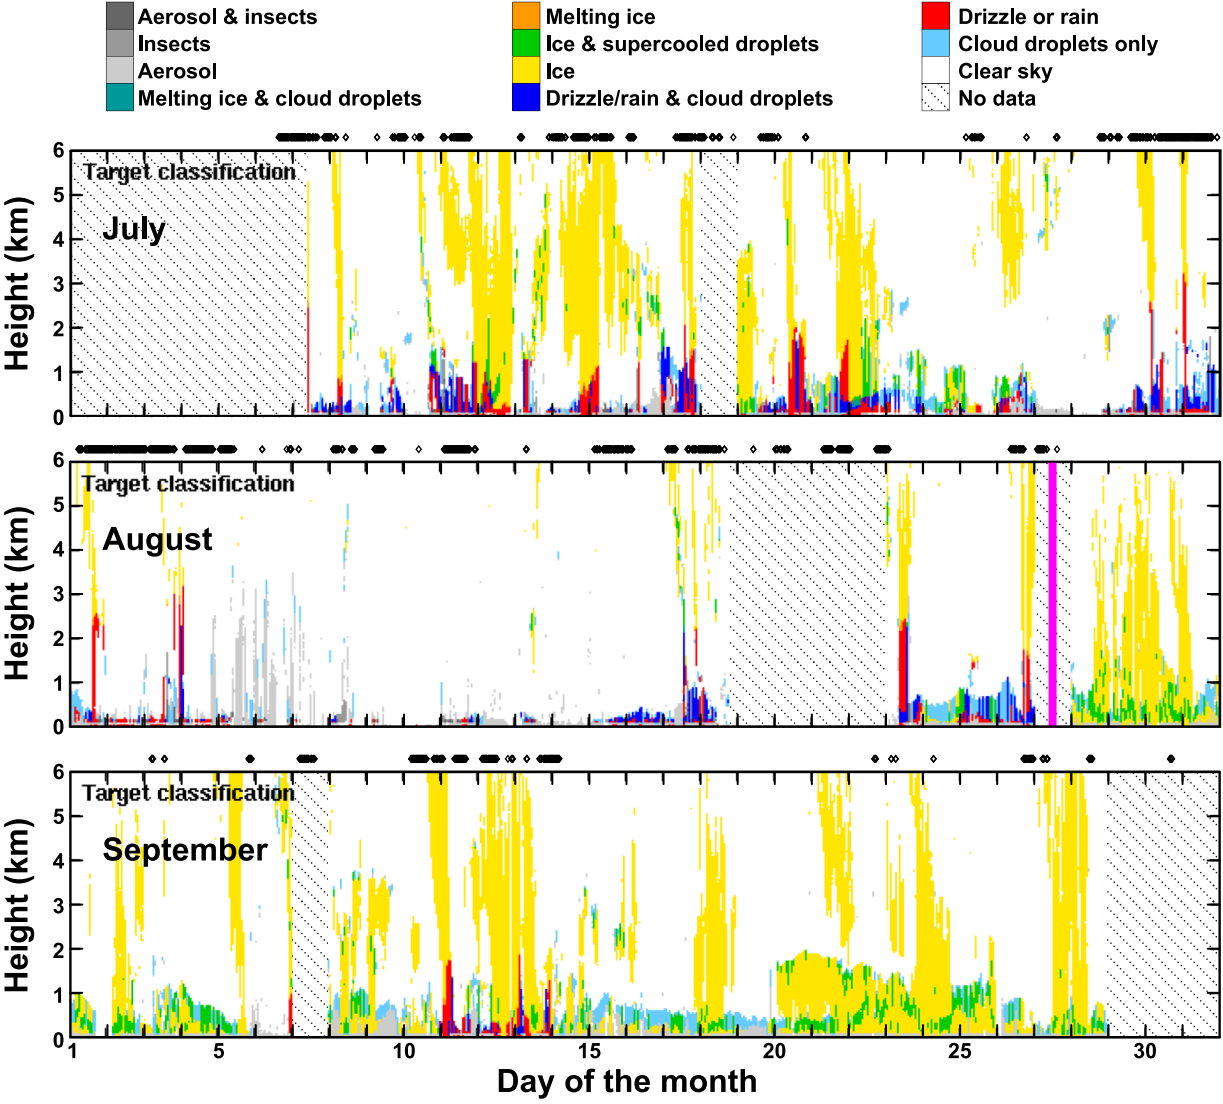 Aerosol & insects Melting ice Drizzle or rain
Insects Ice & supercooled droplets Cloud droplets only
Aerosol Ice Clear sky
Melting ice & cloud droplets Drizzle/rain & cloud droplets No data
6
Target classification
5
July
4
Height (km)
3
2
1
0
6
Target classification
5
August
4
Height (km)
3
2
1
0
6
Target classification
5
September
4
Height (km)
3
2
1
0
1 5 10 15 20 25 30
Day of the month